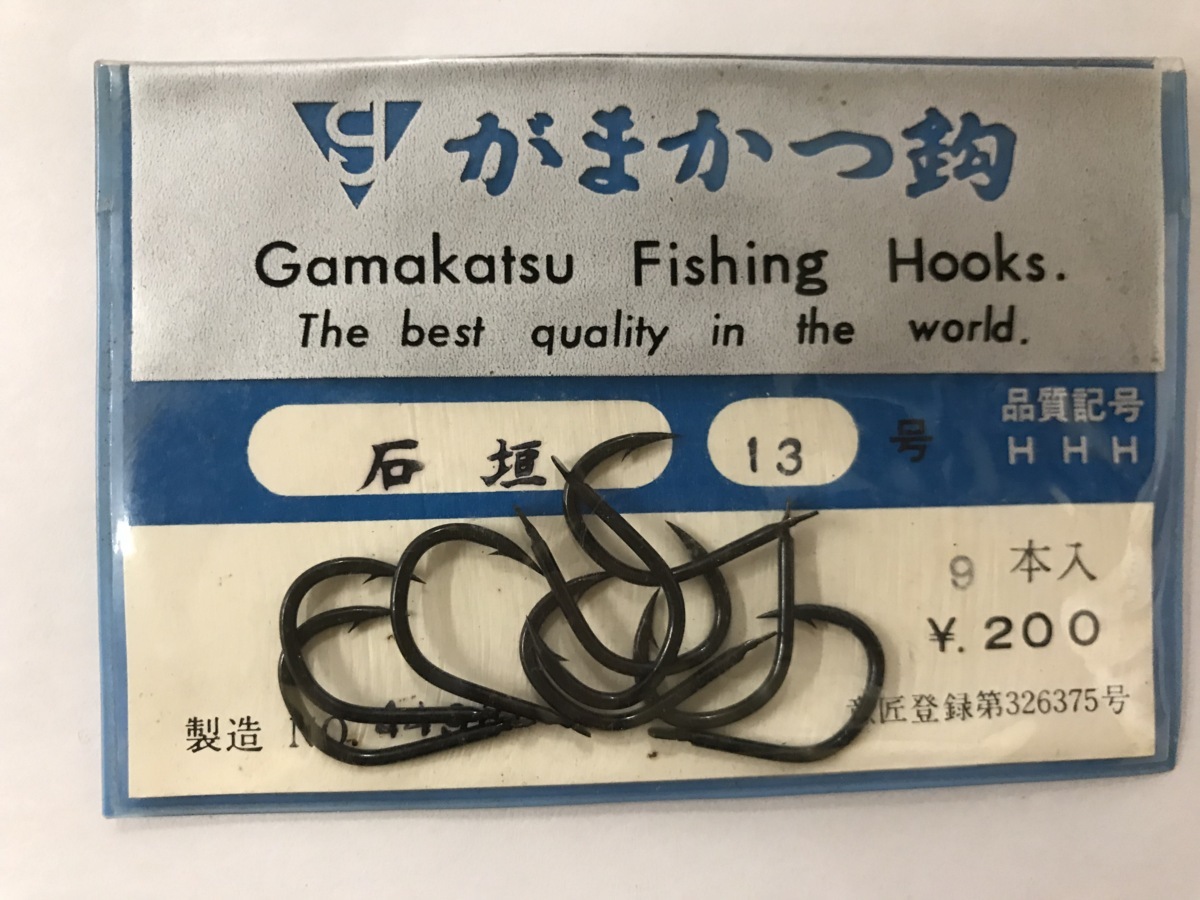 がまかつ鈎
Gamakatsu Fishing Hooks.
The best quality in the world.
石垣 13 号
品質記号
H H H
9 本入
¥.200
製造 NO.
意匠登録第326375号